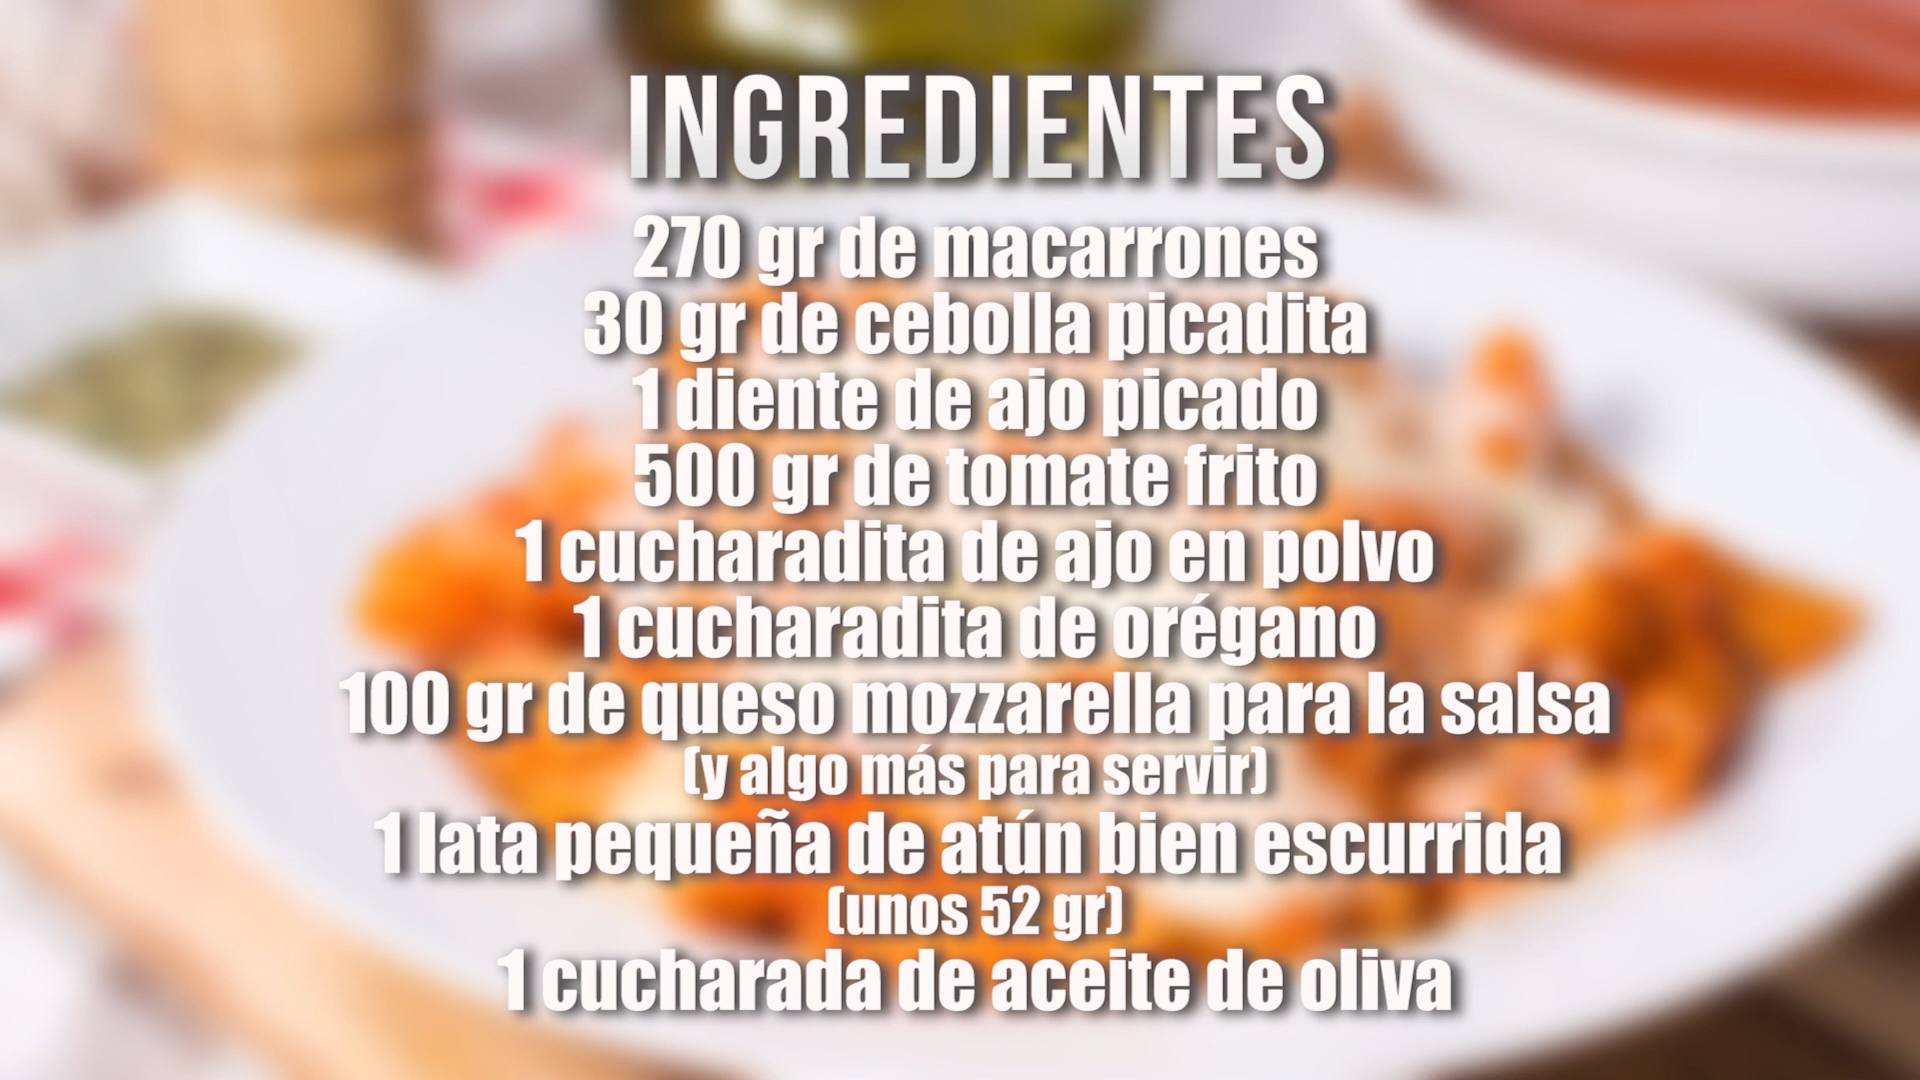 INGREDIENTES
270 gr de macarrones
30 gr de cebolla picadita
1 diente de ajo picado
500 gr de tomate frito
1 cucharadita de ajo en polvo
1 cucharadita de orégano
100 gr de queso mozzarella para la salsa
(y algo más para servir)
1 lata pequeña de atún bien escurrida
(unos 52 gr)
1 cucharada de aceite de oliva